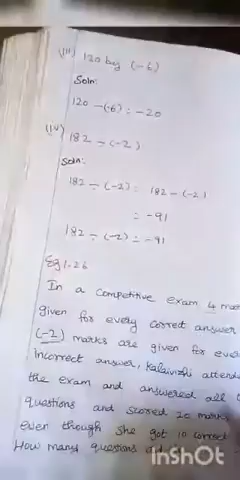 (iii) 120 by (-6)
Soln:
120 ÷ (-6) = -20
(iv) 182 ÷ (-2)
Soln:
182 ÷ (-2) = 182 ÷ (-2)
= -91
182 ÷ (-2) = -91
Eg 1.26
In a competitive exam 4 mar
given for every correct answer
(-2) marks are given for eve
Incorrect answer, Kalaivizhi attend
the exam and answered all
questions and scored 20 marks
even though she got 10 correct
How many questions
InShot